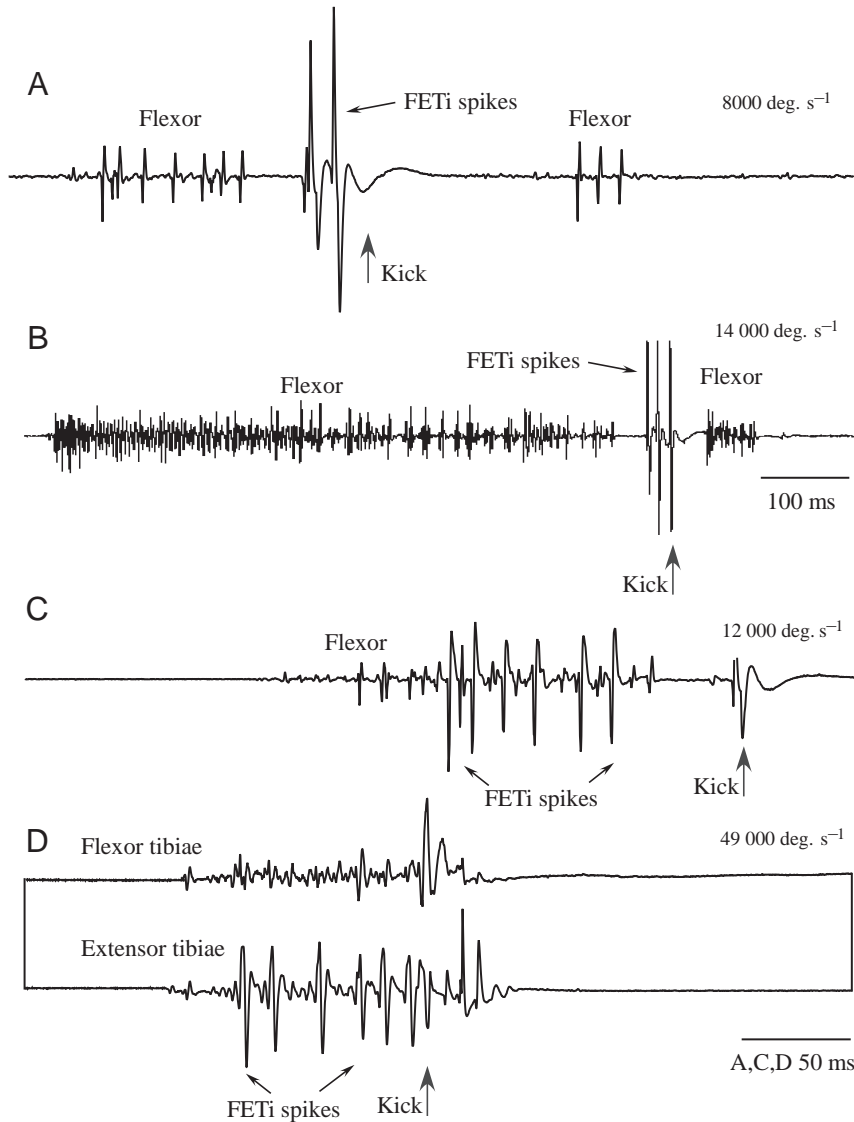 A
Flexor
FETi spikes
Flexor
8000 deg. s–1
Kick
B
14 000 deg. s–1
FETi spikes
Flexor
Flexor
100 ms
Kick
C
12 000 deg. s–1
Flexor
FETi spikes
Kick
D
49 000 deg. s–1
Flexor tibiae
Extensor tibiae
FETi spikes
Kick
A,C,D 50 ms